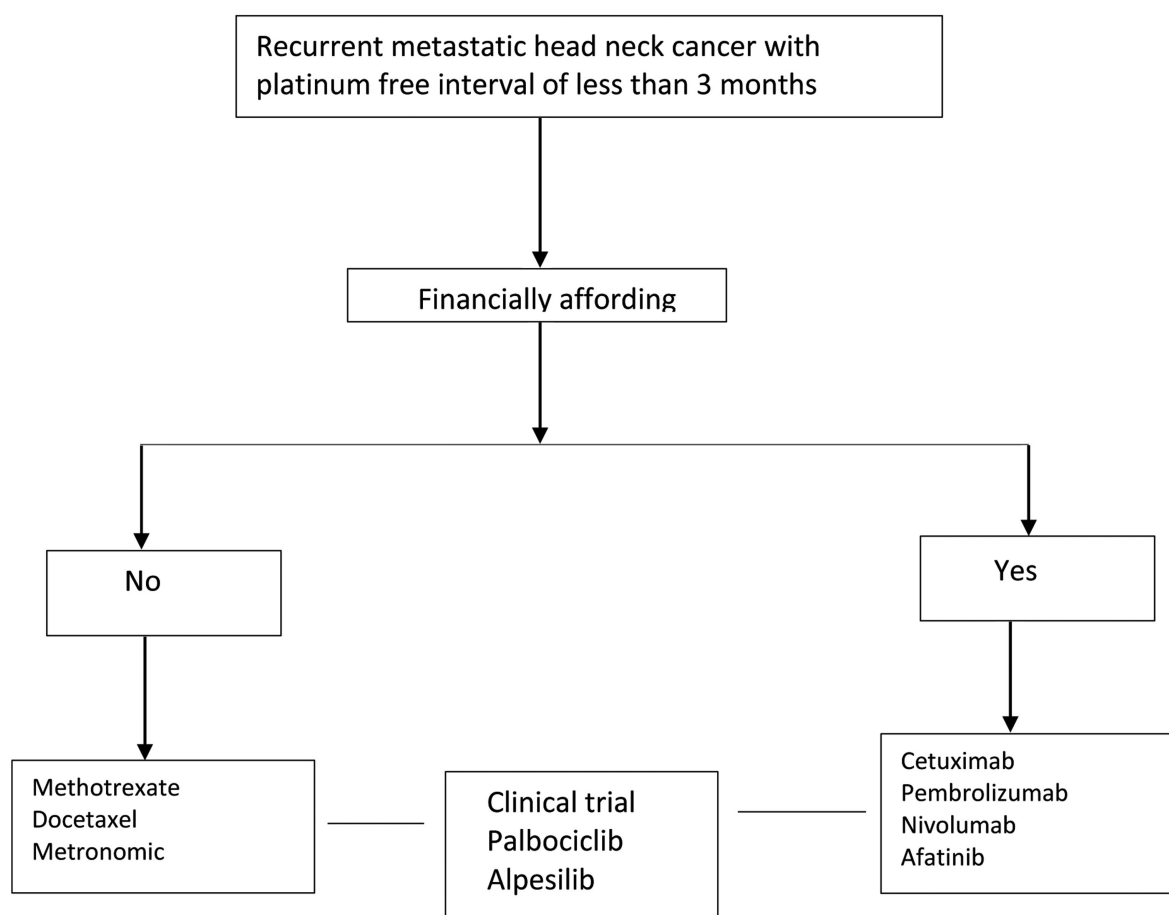 Recurrent metastatic head neck cancer with
platinum free interval of less than 3 months
Financially affording
No
Yes
Methotrexate
Docetaxel
Metronomic
Clinical trial
Palbociclib
Alpesilib
Cetuximab
Pembrolizumab
Nivolumab
Afatinib